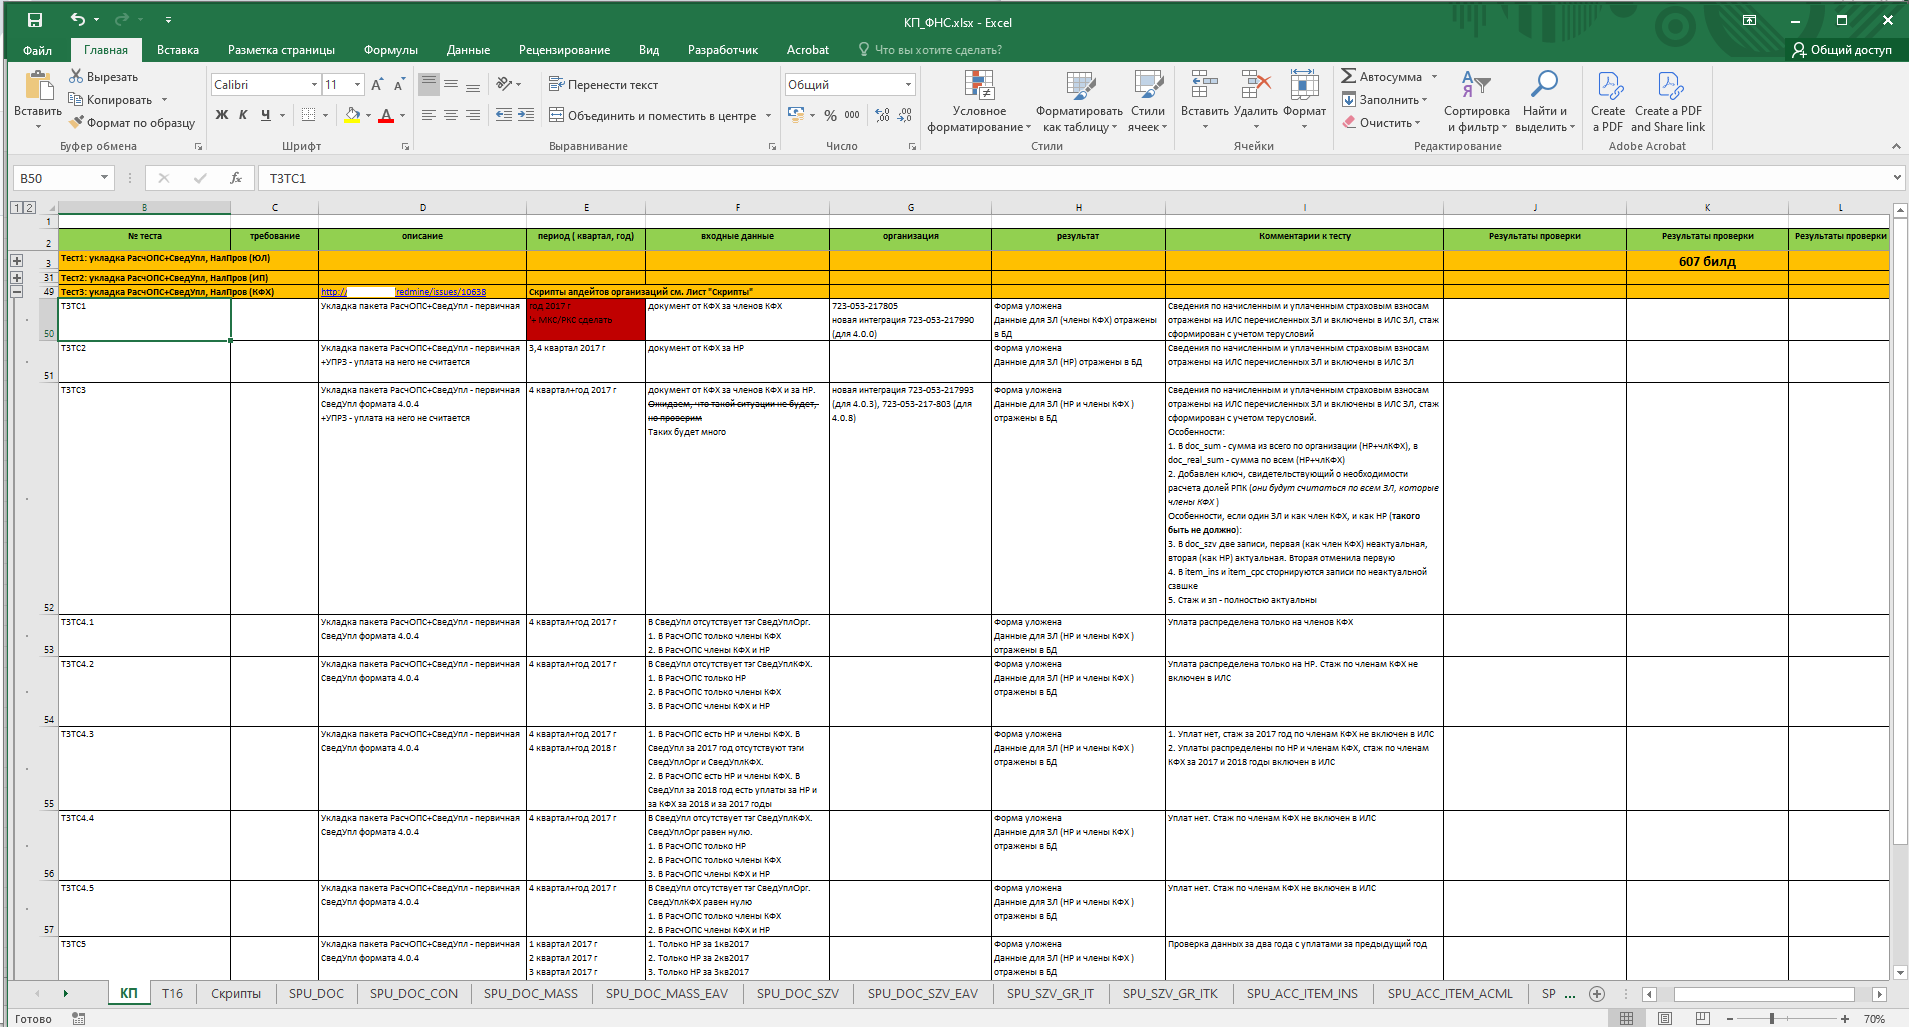 КП_ФНС.xlsx - Excel
Файл Главная Вставка Разметка страницы Формулы Данные Рецензирование Вид Разработчик Acrobat Что вы хотите сделать? Общий доступ
Вставить
Вырезать
Копировать
Формат по образцу
Буфер обмена
Calibri 11
Ж К Ч
Шрифт
Перенести текст
Объединить и поместить в центре
Выравнивание
Общий
% 000
Число
Условное форматирование
Форматировать как таблицу
Стили ячеек
Стили
Вставить Удалить Формат
Ячейки
Автосумма
Заполнить
Очистить
Сортировка и фильтр
Найти и выделить
Редактирование
Create a PDF
Create a PDF and Share link
Adobe Acrobat
B50 fx ТЗТС1
1 2 B C D E F G H I J K L
1
2 № теста требование описание период ( квартал, год) входные данные организация результат Комментарии к тесту Результаты проверки Результаты проверки Результаты проверки
3 Тест1: укладка РасчОПС+СведУпл, НалПров (ЮЛ) 607 билд
31 Тест2: укладка РасчОПС+СведУпл, НалПров (ИП)
49 Тест3: укладка РасчОПС+СведУпл, НалПров (КФХ) http:// /redmine/issues/10638 Скрипты апдейтов организаций см. Лист "Скрипты"
50 ТЗТС1
Укладка пакета РасчОПС+СведУпл - первичная
год 2017 г
+ МКС/РКС сделать
документ от КФХ за членов КФХ
723-053-217805
новая интеграция 723-053-217990
(для 4.0.0)
Форма уложена
Данные для ЗЛ (члены КФХ) отражены
в БД
Сведения по начисленным и уплаченным страховым взносам
отражены на ИЛС перечисленных ЗЛ и включены в ИЛС ЗЛ, стаж
сформирован с учетом терусловий
51 ТЗТС2
Укладка пакета РасчОПС+СведУпл - первичная
+УПРЗ - уплата на него не считается
3,4 квартал 2017 г
документ от КФХ за НР
Форма уложена
Данные для ЗЛ (НР) отражены в БД
Сведения по начисленным и уплаченным страховым взносам
отражены на ИЛС перечисленных ЗЛ и включены в ИЛС ЗЛ
52 ТЗТС3
Укладка пакета РасчОПС+СведУпл - первичная
СведУпл формата 4.0.4
+УПРЗ - уплата на него не считается
4 квартал+год 2017 г
документ от КФХ за членов КФХ и за НР.
Ожидаем, что такой ситуации не будет,
но проверим
Таких будет много
новая интеграция 723-053-217993
(для 4.0.3), 723-053-217-803 (для
4.0.8)
Форма уложена
Данные для ЗЛ (НР и члены КФХ )
отражены в БД
Сведения по начисленным и уплаченным страховым взносам
отражены на ИЛС перечисленных ЗЛ и включены в ИЛС ЗЛ, стаж
сформирован с учетом терусловий.
Особенности:
1. В doc_sum - сумма из всего по организации (НР+члКФХ), в
doc_real_sum - сумма по всем (НР+члКФХ)
2. Добавлен ключ, свидетельствующий о необходимости
расчета долей РПК (они будут считаться по всем ЗЛ, которые
члены КФХ )
Особенности, если один ЗЛ и как член КФХ, и как НР (такого
быть не должно):
3. В doc_szv две записи, первая (как член КФХ) неактуальная,
вторая (как НР) актуальная. Вторая отменила первую
4. В item_ins и item_cpc сторнируются записи по неактуальной
сзвшке
5. Стаж и зп - полностью актуальны
53 ТЗТС4.1
Укладка пакета РасчОПС+СведУпл - первичная
СведУпл формата 4.0.4
4 квартал+год 2017 г
В СведУпл отсутствует тэг СведУплОрг.
1. В РасчОПС только члены КФХ
2. В РасчОПС члены КФХ и НР
Форма уложена
Данные для ЗЛ (НР и члены КФХ )
отражены в БД
Уплата распределена только на членов КФХ
54 ТЗТС4.2
Укладка пакета РасчОПС+СведУпл - первичная
СведУпл формата 4.0.4
4 квартал+год 2017 г
В СведУпл отсутствует тэг СведУплКФХ.
1. В РасчОПС только НР
2. В РасчОПС только члены КФХ
3. В РасчОПС члены КФХ и НР
Форма уложена
Данные для ЗЛ (НР и члены КФХ )
отражены в БД
Уплата распределена только на НР. Стаж по членам КФХ не
включен в ИЛС
55 ТЗТС4.3
Укладка пакета РасчОПС+СведУпл - первичная
СведУпл формата 4.0.4
4 квартал+год 2017 г
4 квартал+год 2018 г
1. В РасчОПС есть НР и члены КФХ. В
СведУпл за 2017 год отсутствуют тэги
СведУплОрг и СведУплКФХ.
2. В РасчОПС есть НР и члены КФХ. В
СведУпл за 2018 год есть уплаты за НР и
за КФХ за 2018 и за 2017 годы
Форма уложена
Данные для ЗЛ (НР и члены КФХ )
отражены в БД
1. Уплат нет, стаж за 2017 год по членам КФХ не включен в ИЛС
2. Уплаты распределены по НР и членам КФХ, стаж по членам
КФХ за 2017 и 2018 годы включен в ИЛС
56 ТЗТС4.4
Укладка пакета РасчОПС+СведУпл - первичная
СведУпл формата 4.0.4
4 квартал+год 2017 г
В СведУпл отсутствует тэг СведУплКФХ.
СведУплОрг равен нулю.
1. В РасчОПС только НР
2. В РасчОПС только члены КФХ
3. В РасчОПС члены КФХ и НР
Форма уложена
Данные для ЗЛ (НР и члены КФХ )
отражены в БД
Уплат нет. Стаж по членам КФХ не включен в ИЛС
57 ТЗТС4.5
Укладка пакета РасчОПС+СведУпл - первичная
СведУпл формата 4.0.4
4 квартал+год 2017 г
В СведУпл отсутствует тэг СведУплОрг.
СведУплКФХ равен нулю
1. В РасчОПС только члены КФХ
2. В РасчОПС члены КФХ и НР
Форма уложена
Данные для ЗЛ (НР и члены КФХ )
отражены в БД
Уплат нет. Стаж по членам КФХ не включен в ИЛС
ТЗТС5
Укладка пакета РасчОПС+СведУпл - первичная
СведУпл формата 4.0.4
1 квартал 2017 г
2 квартал 2017 г
3 квартал 2017 г
1. Только НР за 1кв2017
2. Только НР за 2кв2017
3. Только НР за 3кв2017
Форма уложена
Данные для ЗЛ (НР и члены КФХ )
отражены в БД
Проверка данных за два года с уплатами за предыдущий год
КП Т16 Скрипты SPU_DOC SPU_DOC_CON SPU_DOC_MASS SPU_DOC_MASS_EAV SPU_DOC_SZV SPU_DOC_SZV_EAV SPU_SZV_GR_IT SPU_SZV_GR_ITK SPU_ACC_ITEM_INS SPU_ACC_ITEM_ACML SP ...
Готово 70%